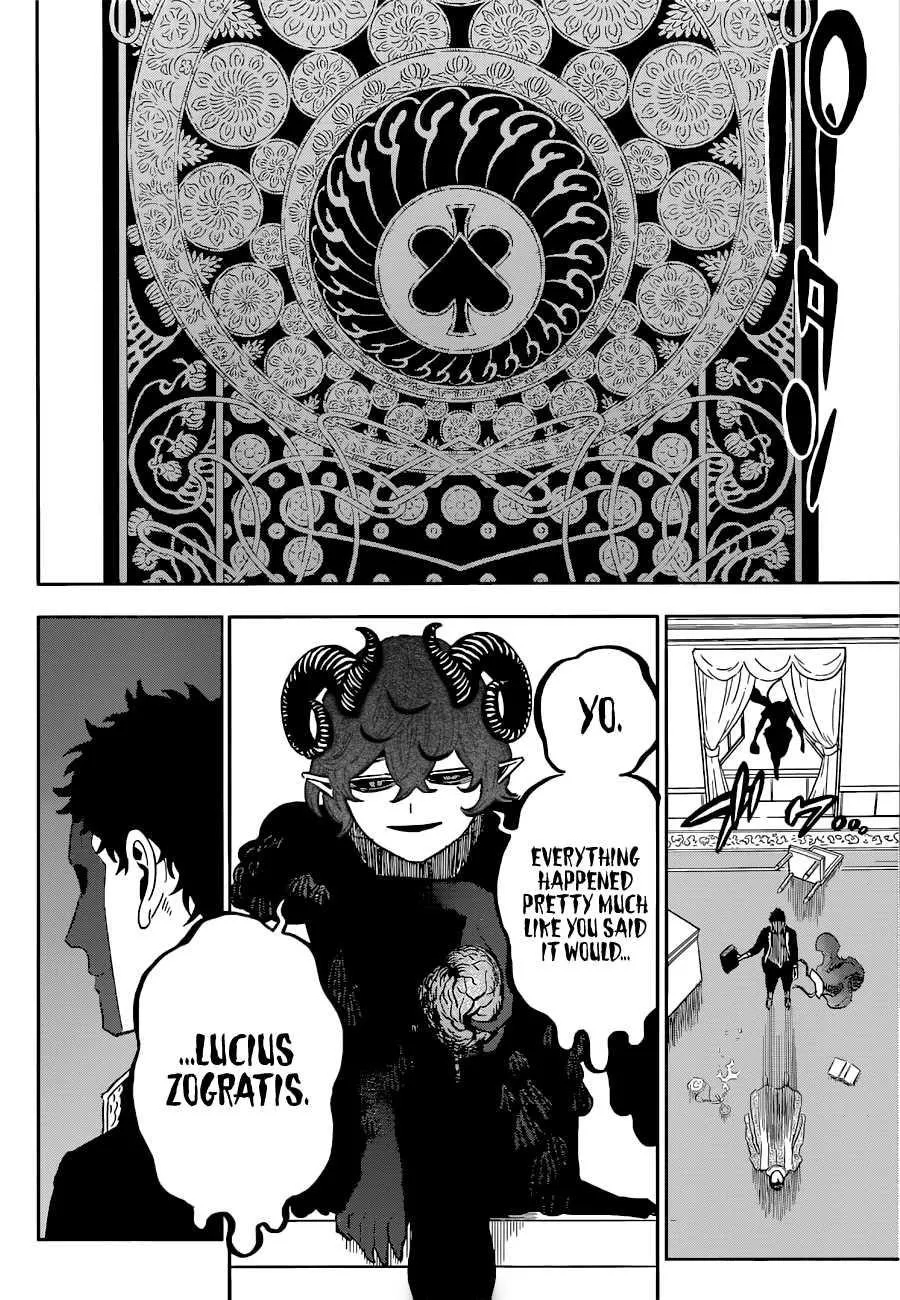 YO.
EVERYTHING
HAPPENED
PRETTY MUCH
LIKE YOU SAID
IT WOULD...
...LUCIUS
ZOGRATIS.